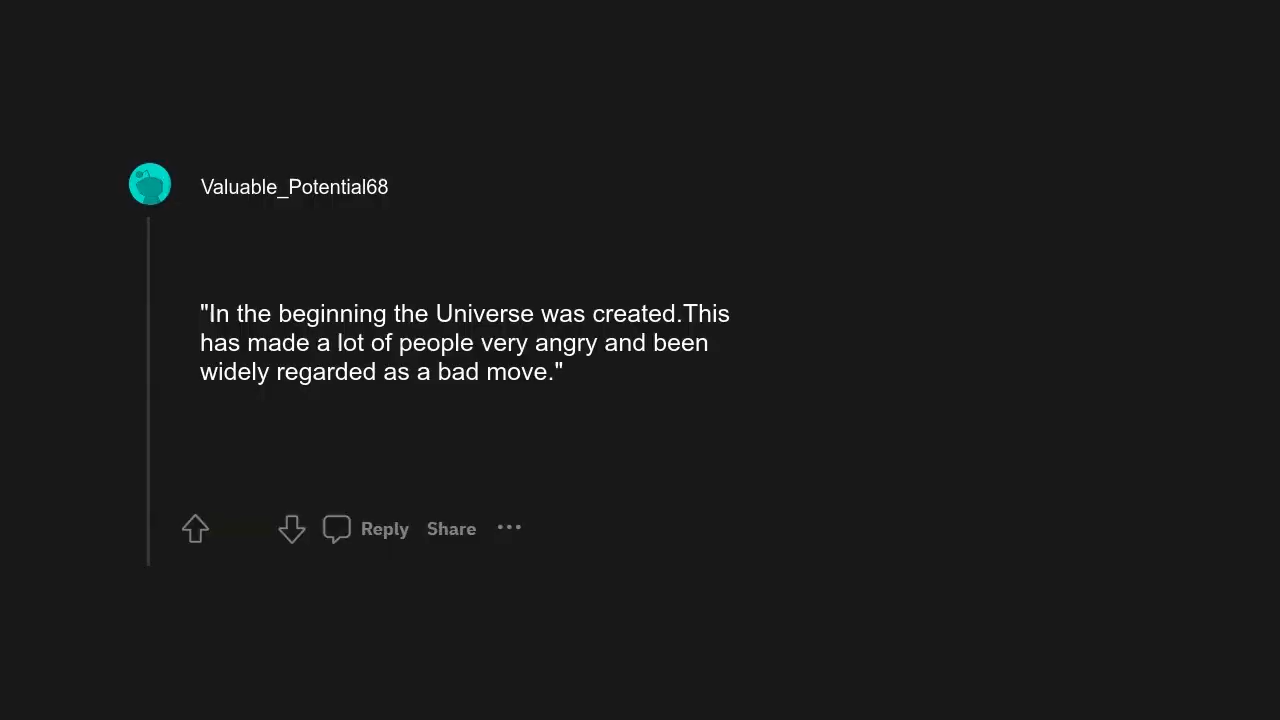 Valuable_Potential68
"In the beginning the Universe was created.This
has made a lot of people very angry and been
widely regarded as a bad move."
Reply Share